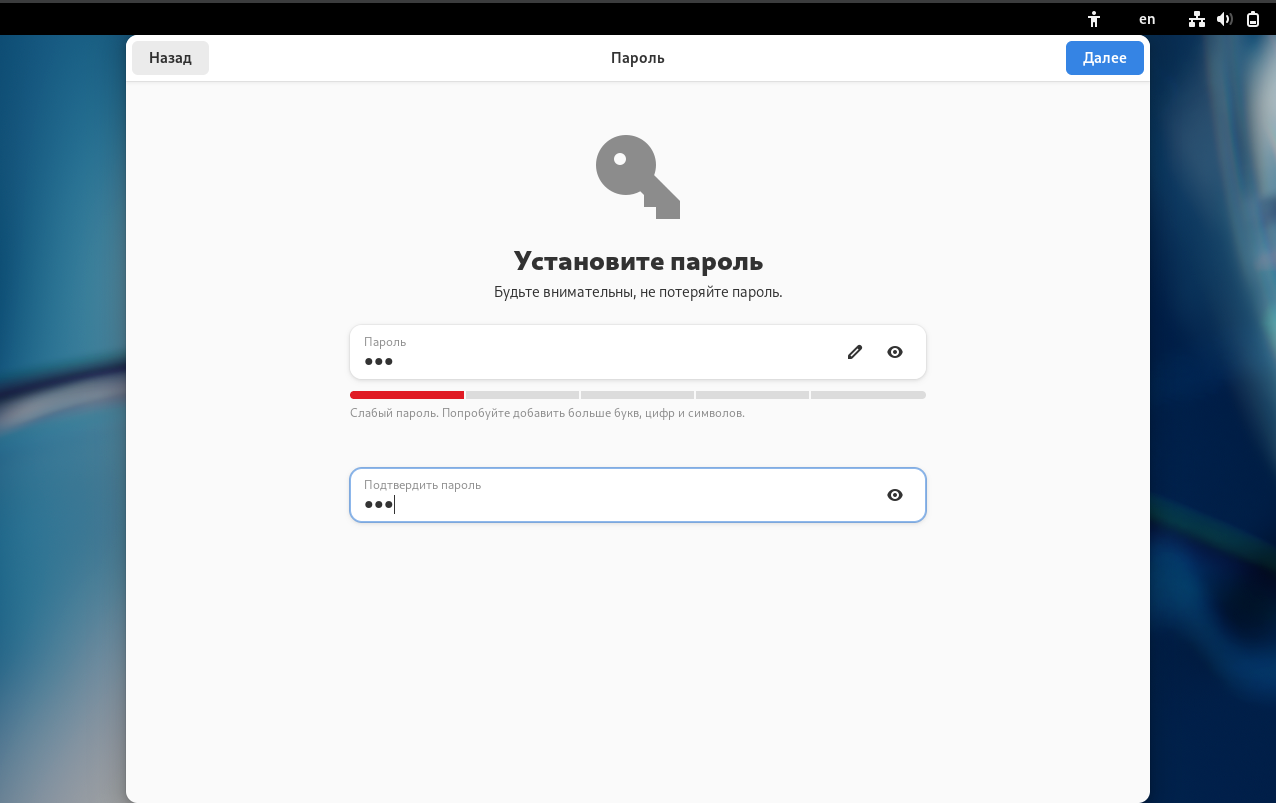 en
Назад
Пароль
Далее
Установите пароль
Будьте внимательны, не потеряйте пароль.
Пароль
Слабый пароль. Попробуйте добавить больше букв, цифр и символов.
Подтвердить пароль